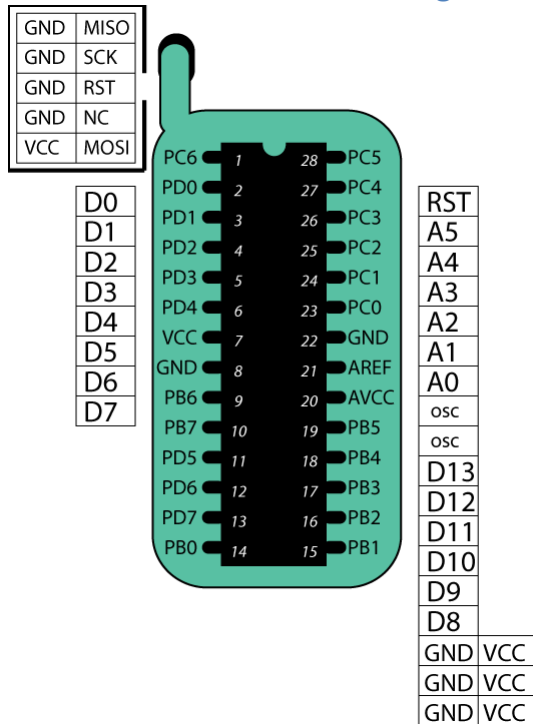 GND MISO
GND SCK
GND RST
GND NC
VCC MOSI
D0
D1
D2
D3
D4
D5
D6
D7
PC6 1 28 PC5
PD0 2 27 PC4
PD1 3 26 PC3
PD2 4 25 PC2
PD3 5 24 PC1
PD4 6 23 PC0
VCC 7 22 GND
GND 8 21 AREF
PB6 9 20 AVCC
PB7 10 19 PB5
PD5 11 18 PB4
PD6 12 17 PB3
PD7 13 16 PB2
PB0 14 15 PB1
RST
A5
A4
A3
A2
A1
A0
osc
osc
D13
D12
D11
D10
D9
D8
GND VCC
GND VCC
GND VCC